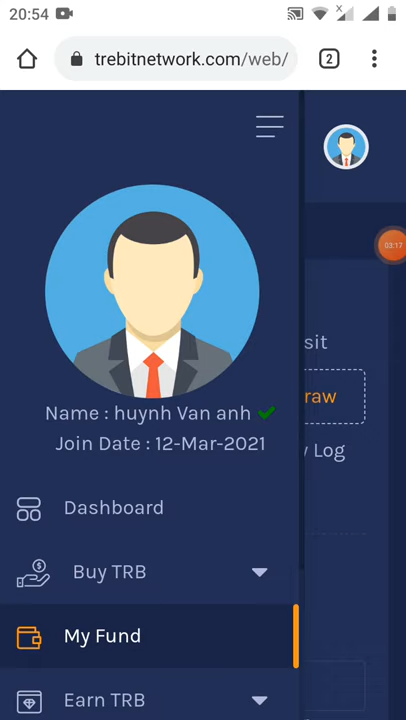 20:54
trebitnetwork.com/web/
2
03:17
Name : huynh Van anh
Join Date : 12-Mar-2021
sit
raw
Log
Dashboard
Buy TRB
My Fund
Earn TRB